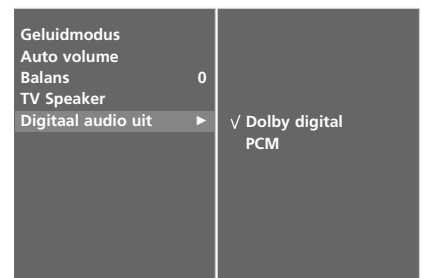 Geluidmodus
Auto volume
Balans 0
TV Speaker
Digitaal audio uit ►
√ Dolby digital
PCM